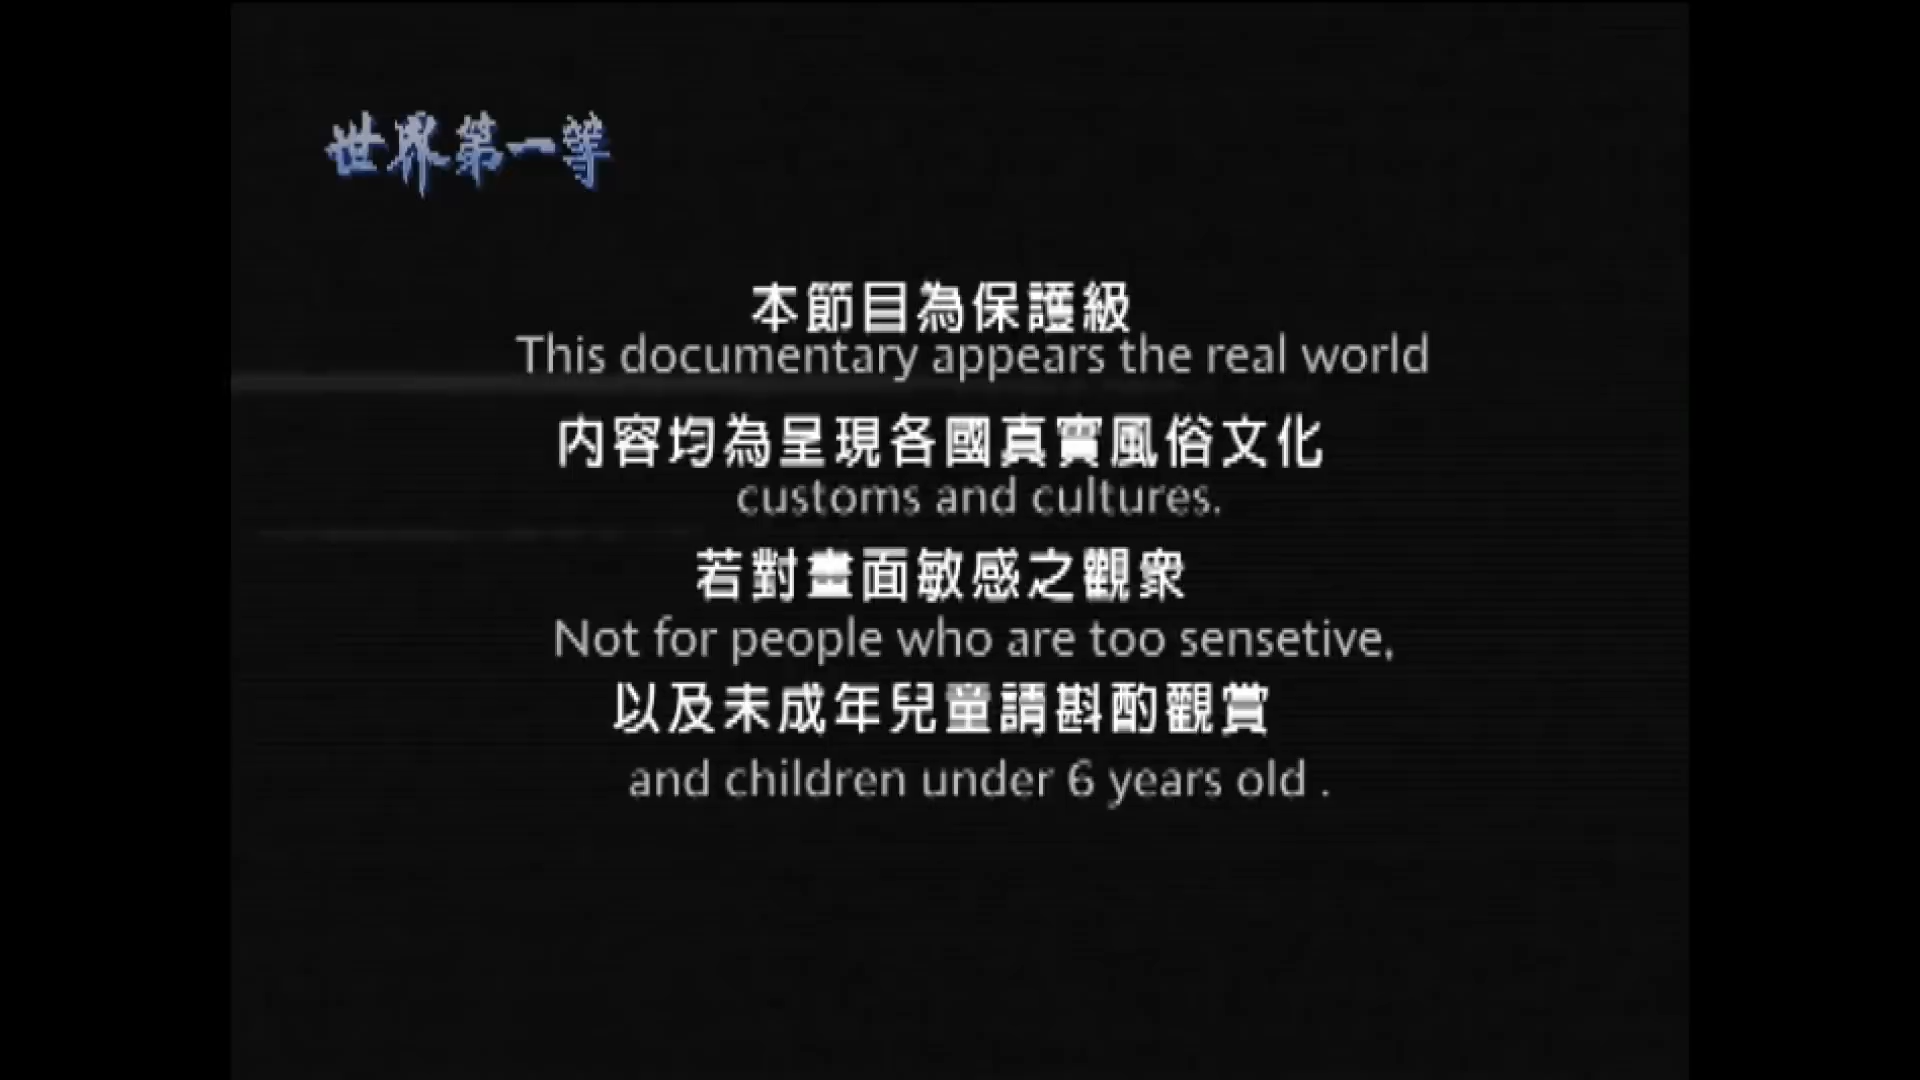 世界第一等
本節目為保護級
This documentary appears the real world
内容均為呈現各國真實風俗文化
customs and cultures.
若對畫面敏感之觀衆
Not for people who are too sensetive,
以及未成年兒童請斟酌觀賞
and children under 6 years old .